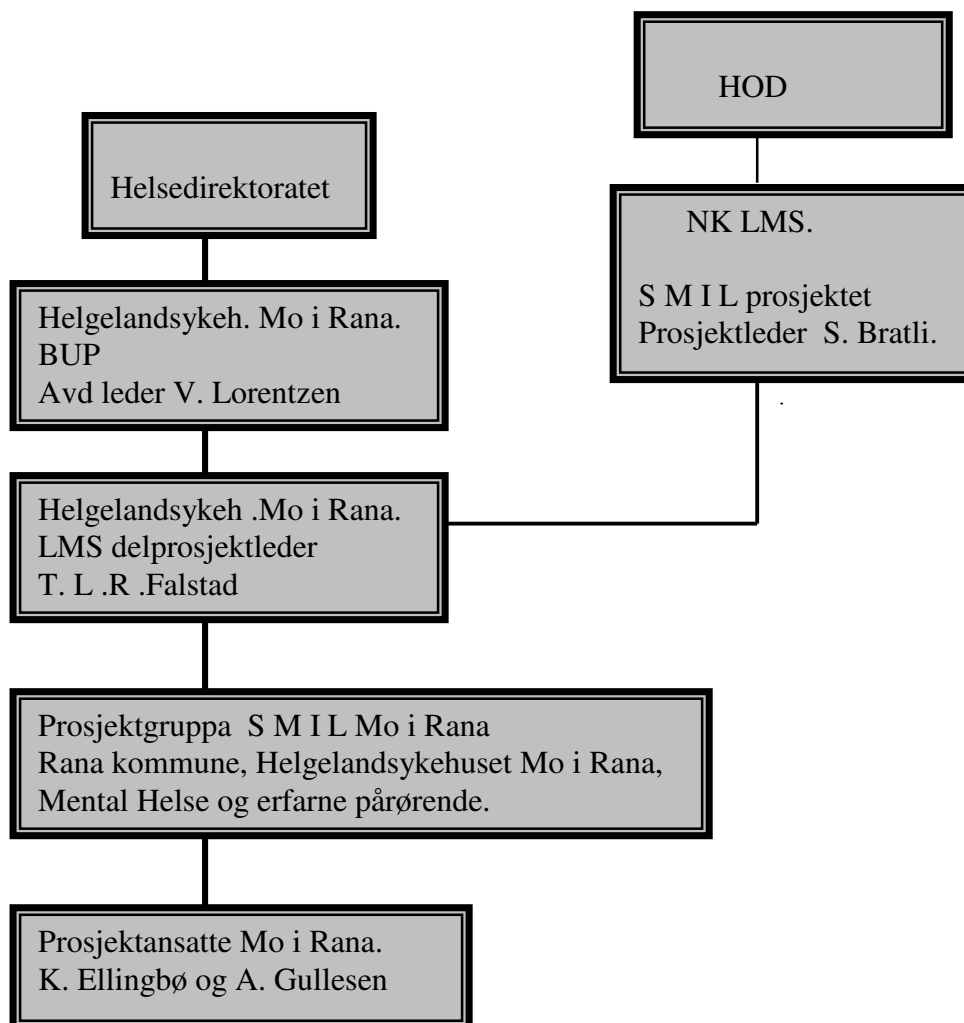 HOD
Helsedirektoratet
NK LMS.
S M I L prosjektet
Prosjektleder S. Bratli.
Helgelandsykeh. Mo i Rana.
BUP
Avd leder V. Lorentzen
Helgelandsykeh .Mo i Rana.
LMS delprosjektleder
T. L .R .Falstad
Prosjektgruppa S M I L Mo i Rana
Rana kommune, Helgelandsykehuset Mo i Rana,
Mental Helse og erfarne pårørende.
Prosjektansatte Mo i Rana.
K. Ellingbø og A. Gullesen